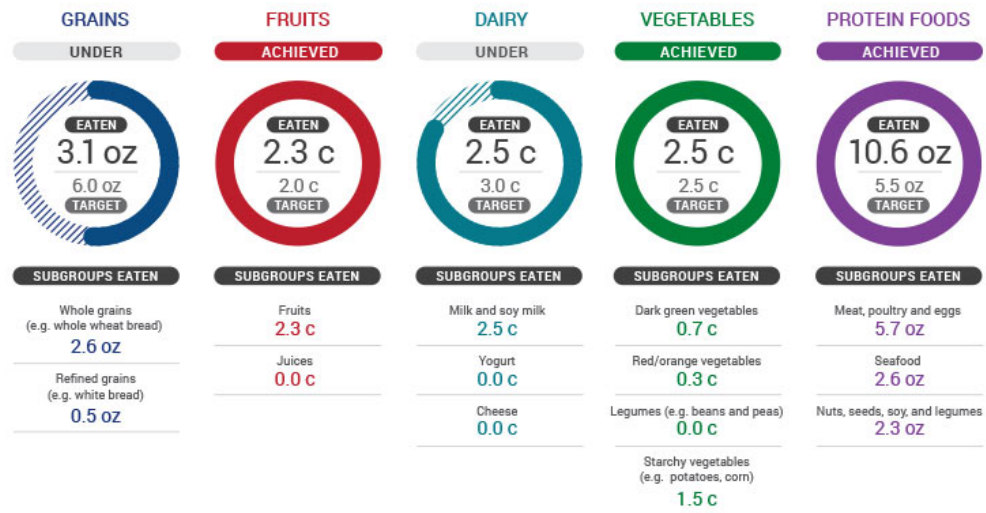 GRAINS
UNDER
EATEN
3.1 oz
6.0 oz
TARGET
SUBGROUPS EATEN
Whole grains
(e.g. whole wheat bread)
2.6 oz
Refined grains
(e.g. white bread)
0.5 oz
FRUITS
ACHIEVED
EATEN
2.3 c
2.0 c
TARGET
SUBGROUPS EATEN
Fruits
2.3 c
Juices
0.0 c
DAIRY
UNDER
EATEN
2.5 c
3.0 c
TARGET
SUBGROUPS EATEN
Milk and soy milk
2.5 c
Yogurt
0.0 c
Cheese
0.0 c
VEGETABLES
ACHIEVED
EATEN
2.5 c
2.5 c
TARGET
SUBGROUPS EATEN
Dark green vegetables
0.7 c
Red/orange vegetables
0.3 c
Legumes (e.g. beans and peas)
0.0 c
Starchy vegetables
(e.g. potatoes, corn)
1.5 c
PROTEIN FOODS
ACHIEVED
EATEN
10.6 oz
5.5 oz
TARGET
SUBGROUPS EATEN
Meat, poultry and eggs
5.7 oz
Seafood
2.6 oz
Nuts, seeds, soy, and legumes
2.3 oz